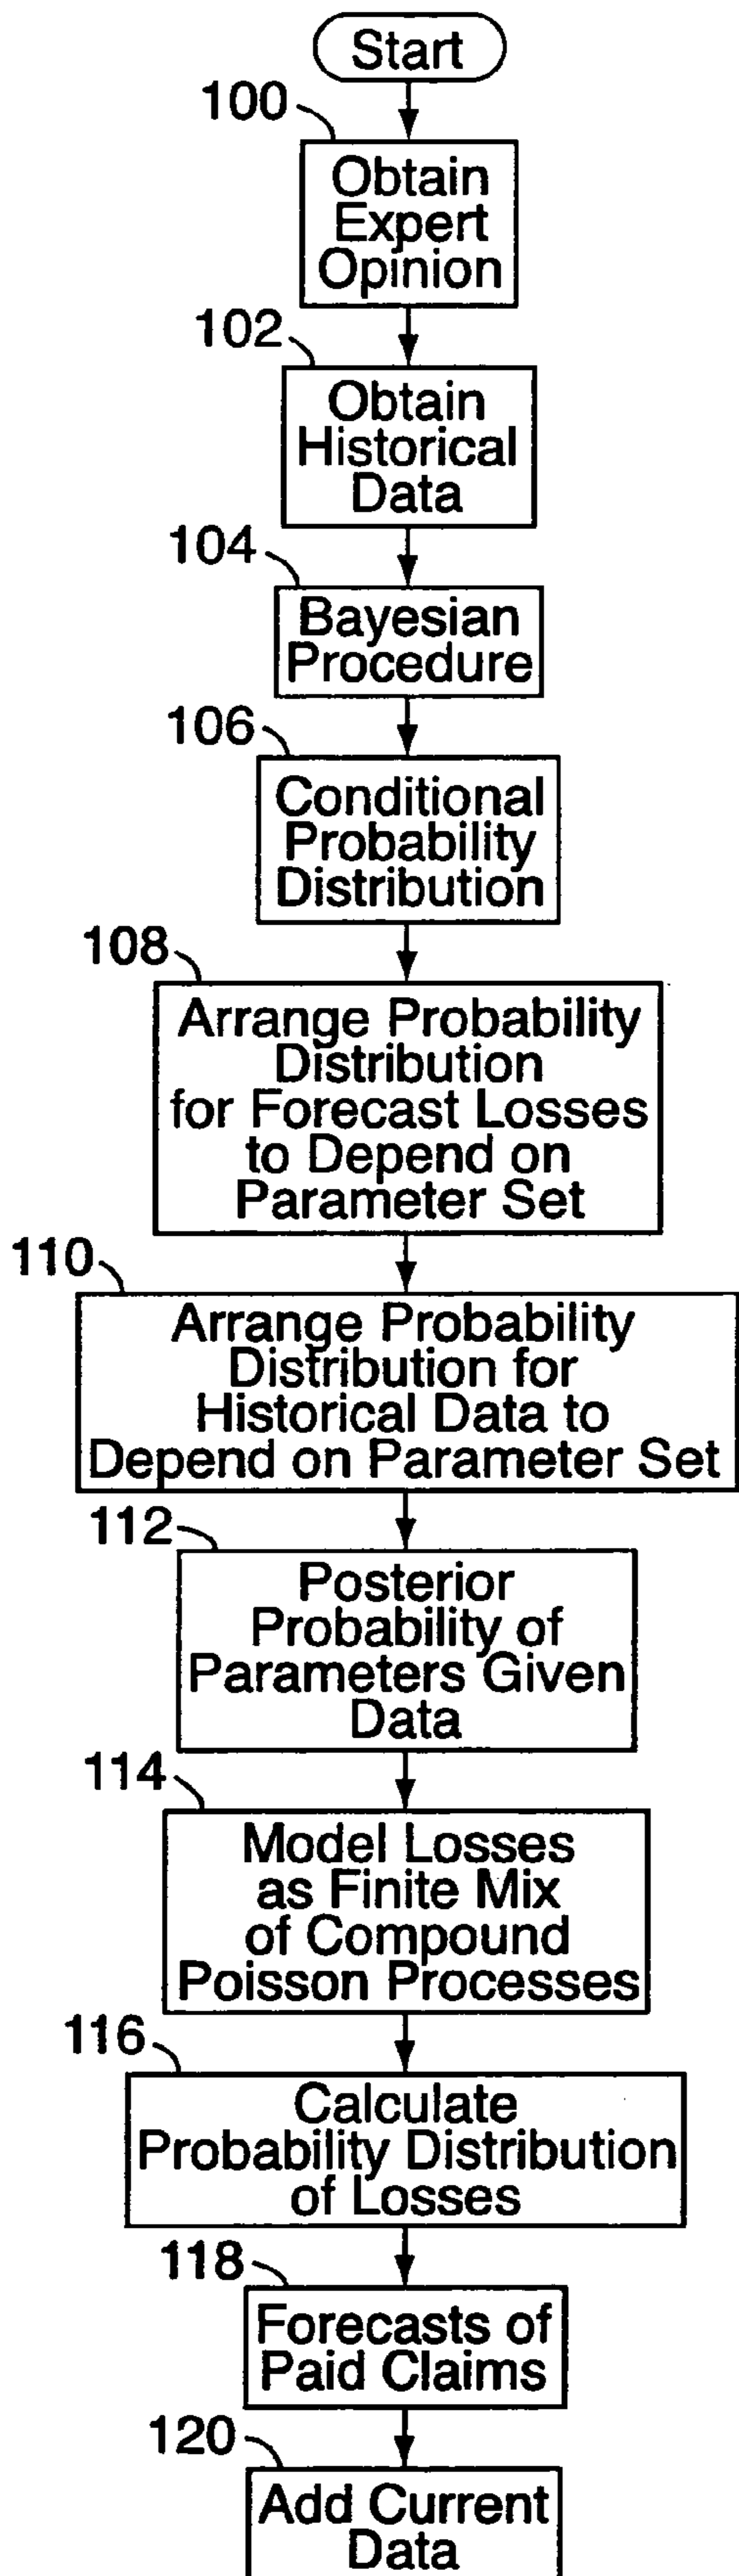 Start
100
Obtain
Expert
Opinion
102
Obtain
Historical
Data
104
Bayesian
Procedure
106
Conditional
Probability
Distribution
108
Arrange Probability
Distribution
for Forecast Losses
to Depend on
Parameter Set
110
Arrange Probability
Distribution for
Historical Data to
Depend on Parameter Set
112
Posterior
Probability of
Parameters Given
Data
114
Model Losses
as Finite Mix
of Compound
Poisson Processes
116
Calculate
Probability Distribution
of Losses
118
Forecasts of
Paid Claims
120
Add Current
Data